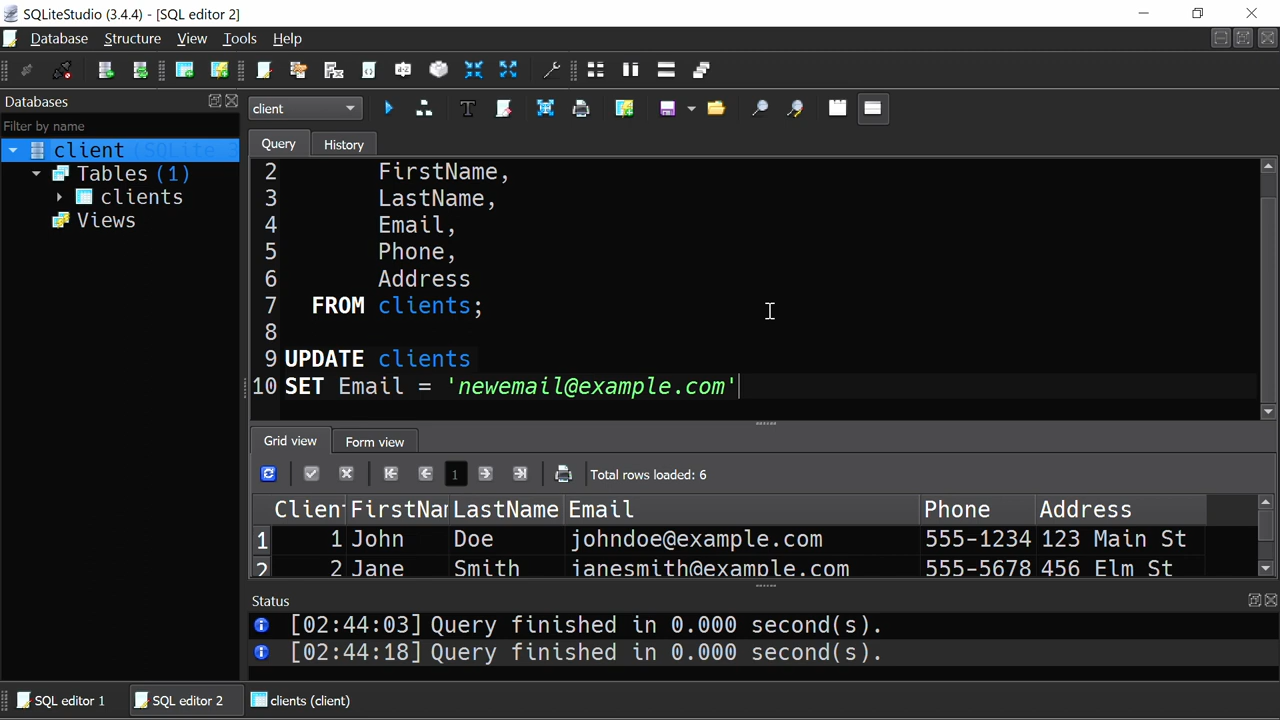 SQLiteStudio (3.4.4) - [SQL editor 2]
Database Structure View Tools Help
Databases
Filter by name
client (SQLite 3
Tables (1)
clients
Views
client
Query History
2 FirstName,
3 LastName,
4 Email,
5 Phone,
6 Address
7 FROM clients;
8
9 UPDATE clients
10 SET Email = 'newemail@example.com'
Grid view Form view
1 Total rows loaded: 6
Client FirstNam LastName Email Phone Address
1 1 John Doe johndoe@example.com 555-1234 123 Main St
2 2 Jane Smith janesmith@example.com 555-5678 456 Elm St
Status
[02:44:03] Query finished in 0.000 second(s).
[02:44:18] Query finished in 0.000 second(s).
SQL editor 1 SQL editor 2 clients (client)